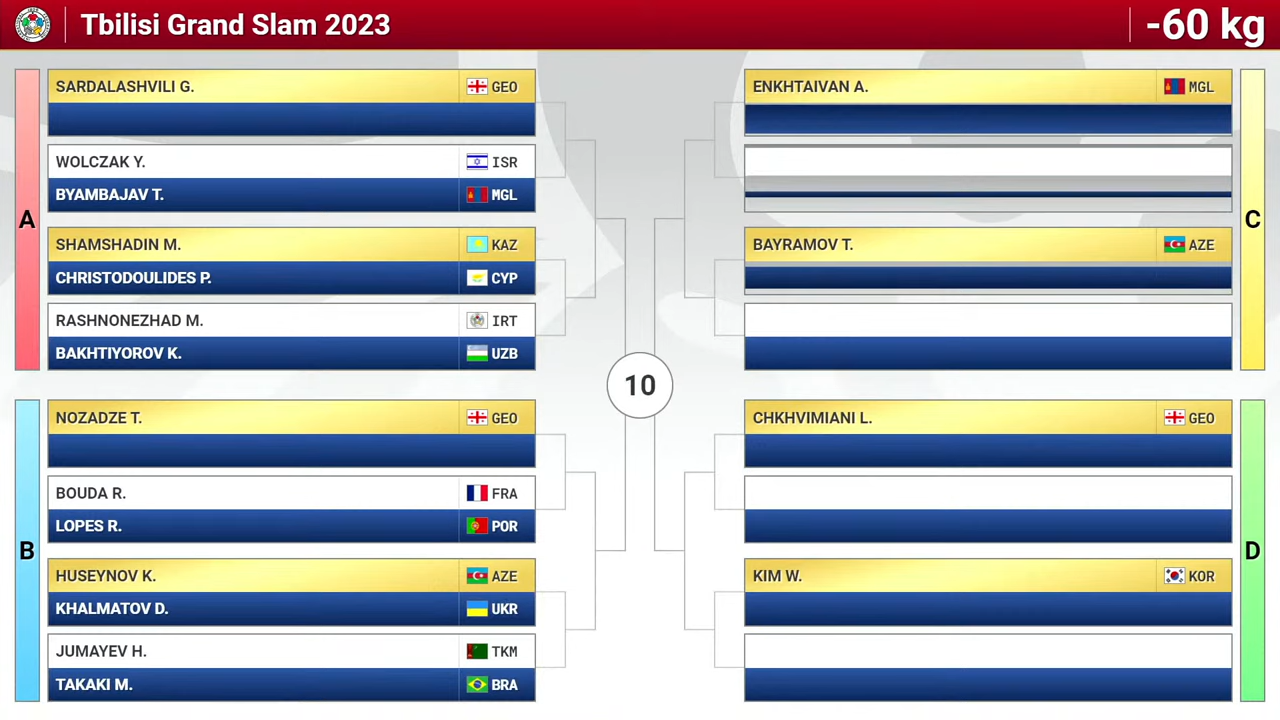 Tbilisi Grand Slam 2023
-60 kg
A
SARDALASHVILI G. GEO
WOLCZAK Y. ISR
BYAMBAJAV T. MGL
SHAMSHADIN M. KAZ
CHRISTODOULIDES P. CYP
RASHNONEZHAD M. IRT
BAKHTIYOROV K. UZB
B
NOZADZE T. GEO
BOUDA R. FRA
LOPES R. POR
HUSEYNOV K. AZE
KHALMATOV D. UKR
JUMAYEV H. TKM
TAKAKI M. BRA
10
ENKHTAIVAN A. MGL
BAYRAMOV T. AZE
C
CHKHVIMIANI L. GEO
KIM W. KOR
D